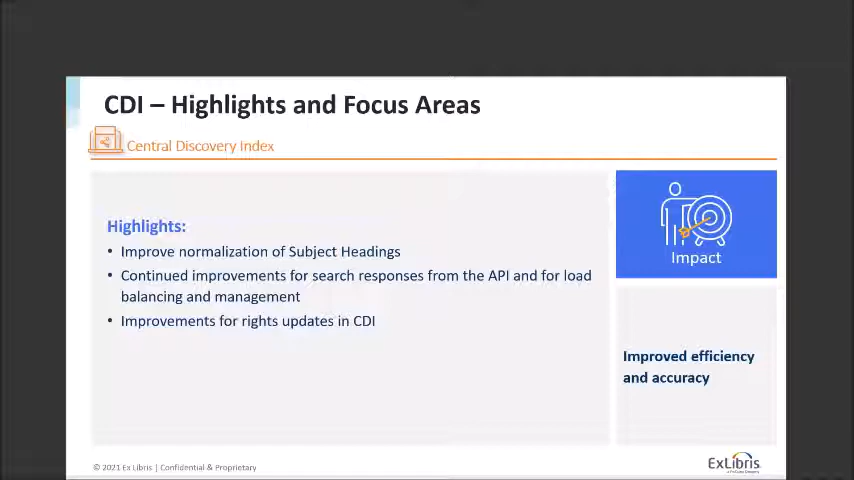 CDI – Highlights and Focus Areas
Central Discovery Index
Highlights:
• Improve normalization of Subject Headings
• Continued improvements for search responses from the API and for load
balancing and management
• Improvements for rights updates in CDI
Impact
Improved efficiency
and accuracy
© 2021 Ex Libris | Confidential & Proprietary
ExLibris